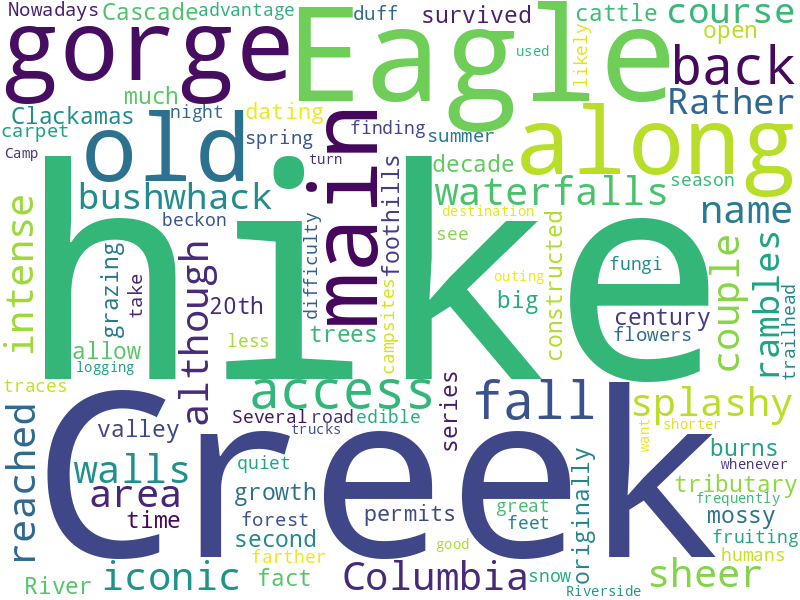 Nowadays
Cascade
advantage
duff
survived
cattle
course
gorge
Eagle
used
likely
open
back
much
Rather
Clackamas
night
dating
carpet
old
spring
finding
summer
along
Camp
turn
main
decade
season
bushwhack
waterfalls
beckon
destination
name
hike
intense
grazing
take
although
20th
difficulty
foothills
see
constructed
fungi
outing
big
couple
rambles
trailhead
century
flowers
allow
less
trees
campsites
logging
traces
access
series
fall
splashy
reached
Several
road
edible
trucks
valley
Creek
want
shorter
walls
quiet
burns
whenever
area
growth
tributary
frequently
time
forest
permits
great
feet
originally
mossy
second
fruiting
farther
good
humans
River
iconic
fact
Columbia
snow
Riverside
sheer